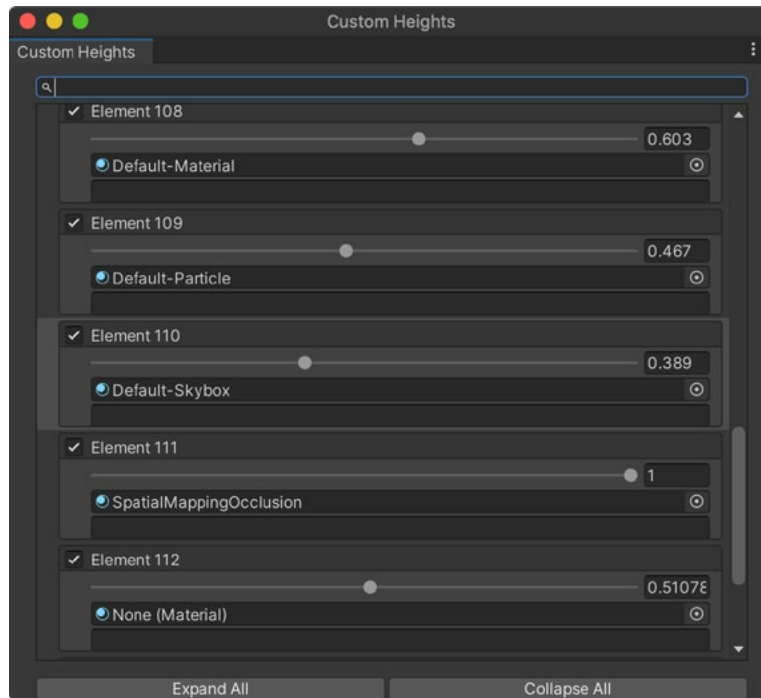 Custom Heights
Custom Heights
Element 108
0.603
Default-Material
Element 109
0.467
Default-Particle
Element 110
0.389
Default-Skybox
Element 111
1
SpatialMappingOcclusion
Element 112
0.51078
None (Material)
Expand All Collapse All